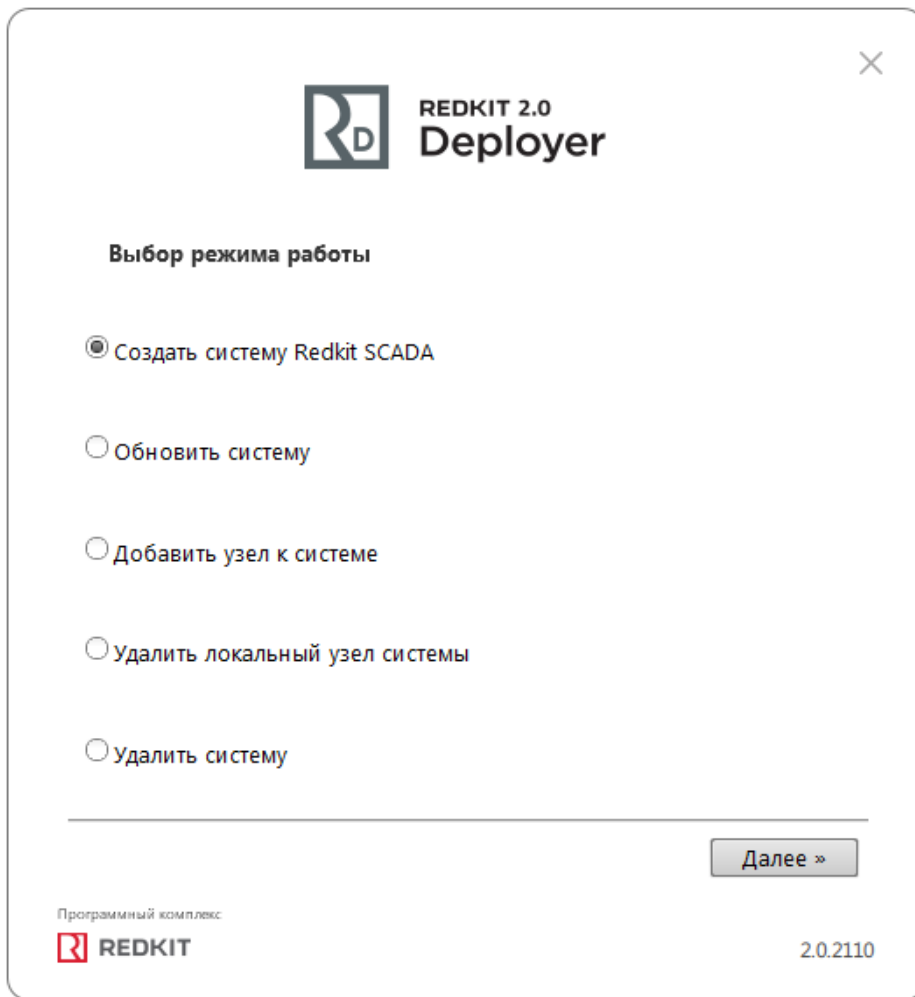 RD
REDKIT 2.0
Deployer
Выбор режима работы
Создать систему Redkit SCADA
Обновить систему
Добавить узел к системе
Удалить локальный узел системы
Удалить систему
Далее »
Программный комплекс
REDKIT
2.0.2110